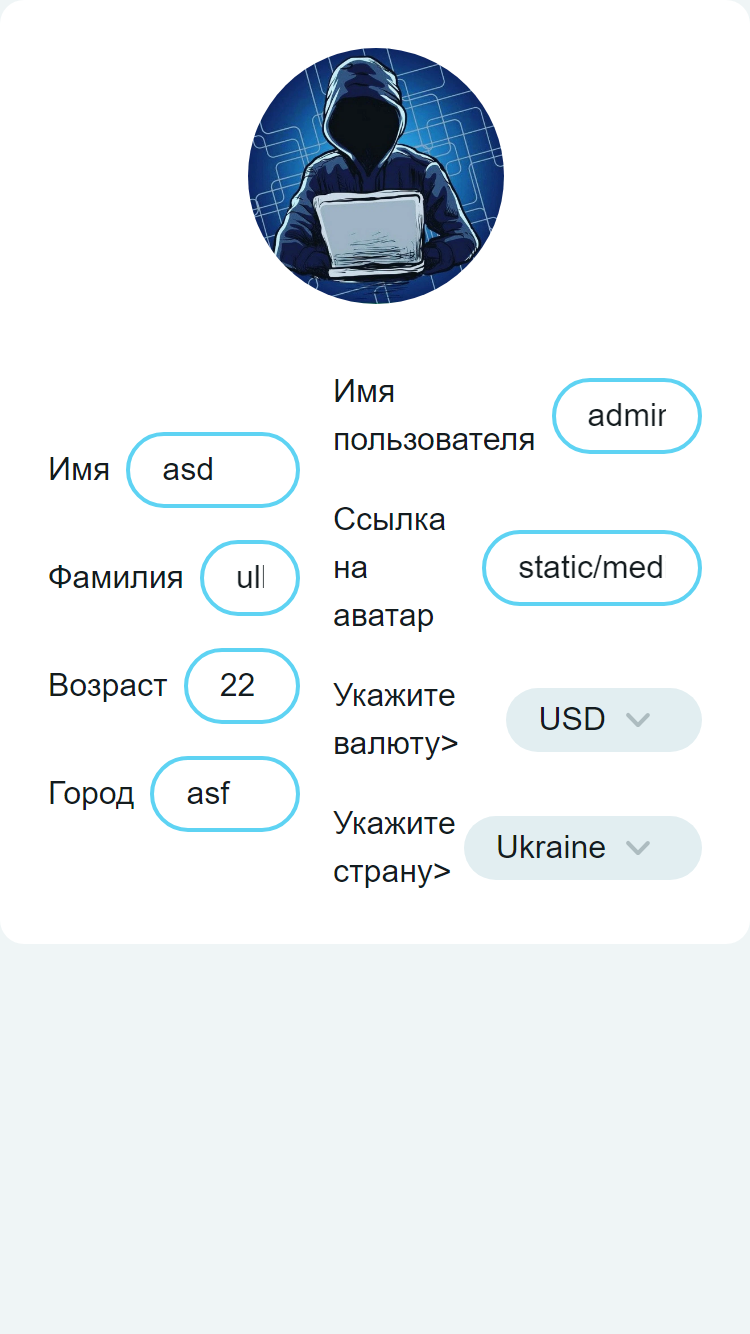 Имя
asd
Фамилия
ull
Возраст
22
Город
asf
Имя
пользователя
admin
Ссылка
на
аватар
static/med
Укажите
валюту>
USD
Укажите
страну>
Ukraine